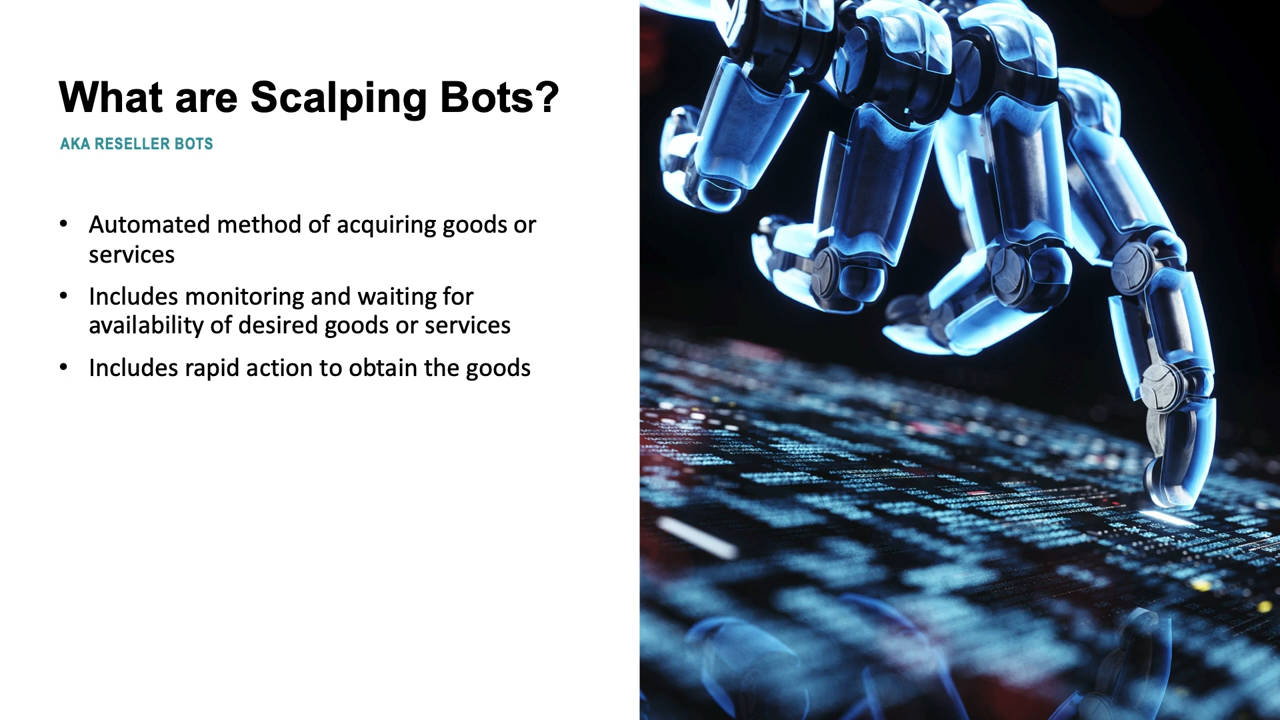 What are Scalping Bots?
AKA RESELLER BOTS
• Automated method of acquiring goods or
services
• Includes monitoring and waiting for
availability of desired goods or services
• Includes rapid action to obtain the goods